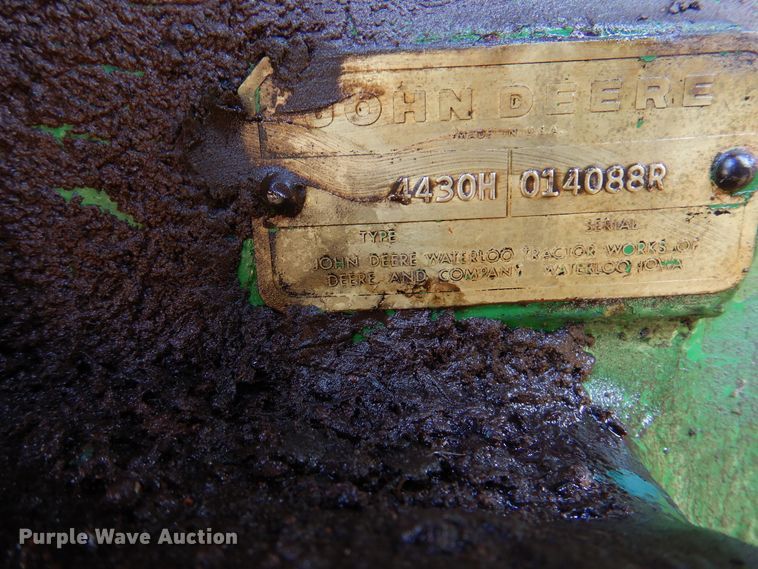 JOHN DEERE
MADE IN U.S.A.
4430H 014088R
TYPE SERIAL
JOHN DEERE WATERLOO TRACTOR WORKS OF
DEERE AND COMPANY WATERLOO IOWA
Purple Wave Auction